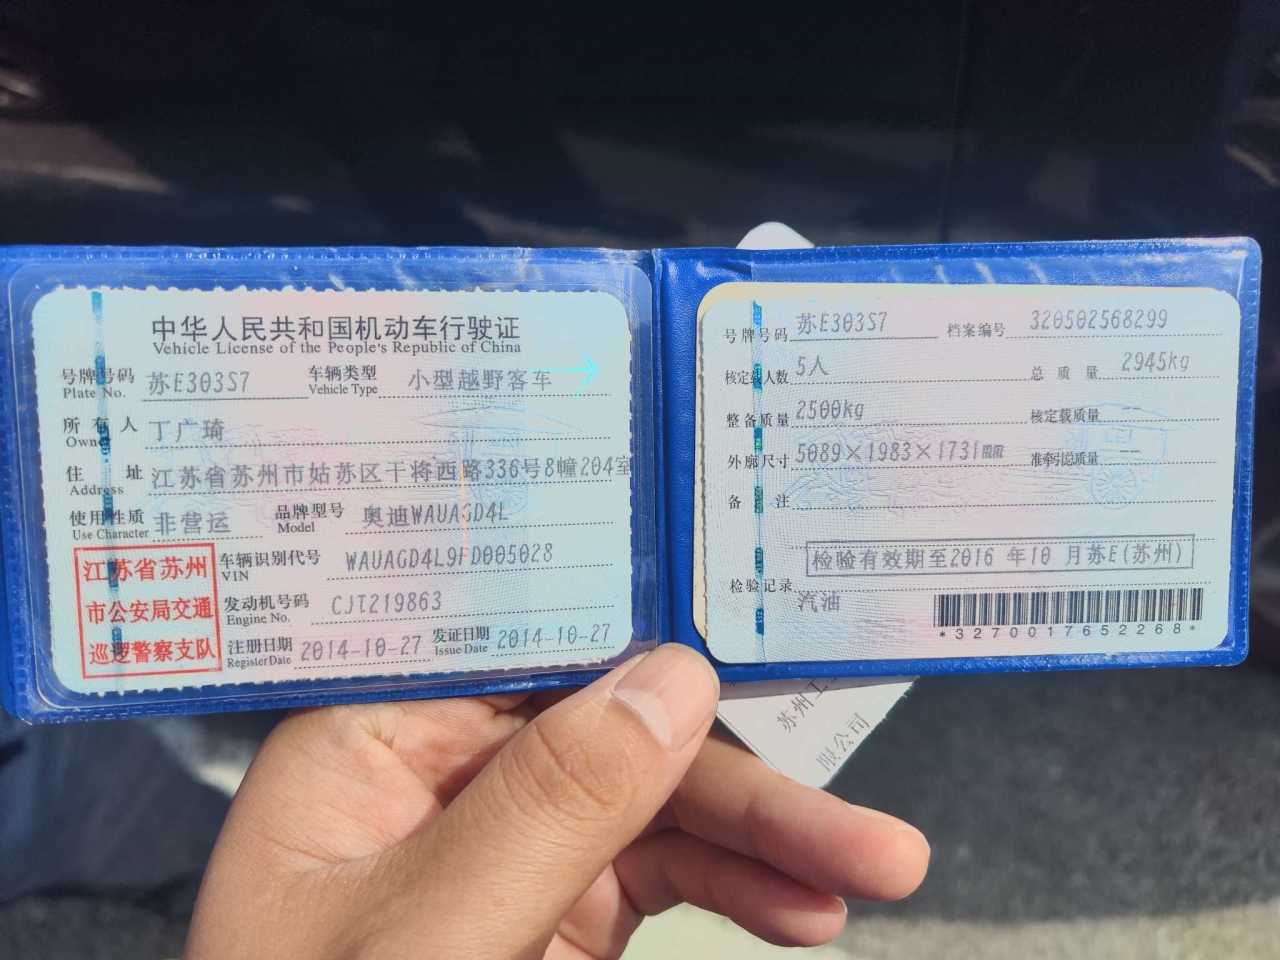 中华人民共和国机动车行驶证
Vehicle License of the People's Republic of China
号牌号码 苏E303S7 车辆类型 小型越野客车
Plate No. Vehicle Type
所有人 丁广琦
Owner
住址 江苏省苏州市姑苏区干将西路336号8幢204室
Address
使用性质 非营运 品牌型号 奥迪WAUAGD4L
Use Character Model
江苏省苏州
市公安局交通
巡逻警察支队
车辆识别代号 WAUAGD4L9FD005028
VIN
发动机号码 CJT219863
Engine No.
注册日期 2014-10-27 发证日期 2014-10-27
Register Date Issue Date
号牌号码 苏E303S7 档案编号 320502568299
核定载人数 5人 总质量 2945kg
整备质量 2500kg 核定载质量 --
外廓尺寸 5089×1983×1731mm 准牵引总质量 --
备注
检验有效期至2016 年10 月苏E(苏州)
检验记录
汽油
*3270017652268*
苏州工
限公司